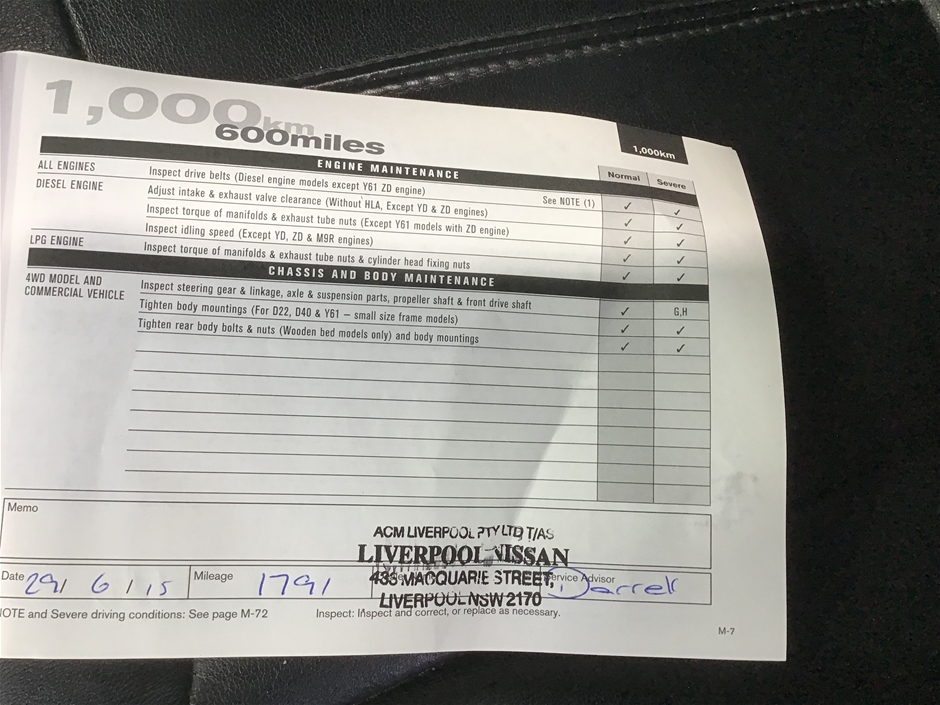 1,000km
600miles
1,000km
ENGINE MAINTENANCE
Normal Severe
ALL ENGINES Inspect drive belts (Diesel engine models except Y61 ZD engine) ✓ ✓
DIESEL ENGINE Adjust intake & exhaust valve clearance (Without HLA, Except YD & ZD engines) See NOTE (1) ✓ ✓
Inspect torque of manifolds & exhaust tube nuts (Except Y61 models with ZD engine) ✓ ✓
Inspect idling speed (Except YD, ZD & M9R engines) ✓ ✓
LPG ENGINE Inspect torque of manifolds & exhaust tube nuts & cylinder head fixing nuts ✓ ✓
CHASSIS AND BODY MAINTENANCE
4WD MODEL AND COMMERCIAL VEHICLE Inspect steering gear & linkage, axle & suspension parts, propeller shaft & front drive shaft ✓ G,H
Tighten body mountings (For D22, D40 & Y61 – small size frame models) ✓ ✓
Tighten rear body bolts & nuts (Wooden bed models only) and body mountings ✓ ✓
Memo
ACM LIVERPOOL PTY LTD T/AS
LIVERPOOL NISSAN
435 MACQUARIE STREET,
LIVERPOOL NSW 2170
Date 29/ 6 / 15 Mileage 1791 Service Advisor Darrell
NOTE and Severe driving conditions: See page M-72 Inspect: Inspect and correct, or replace as necessary.
M-7